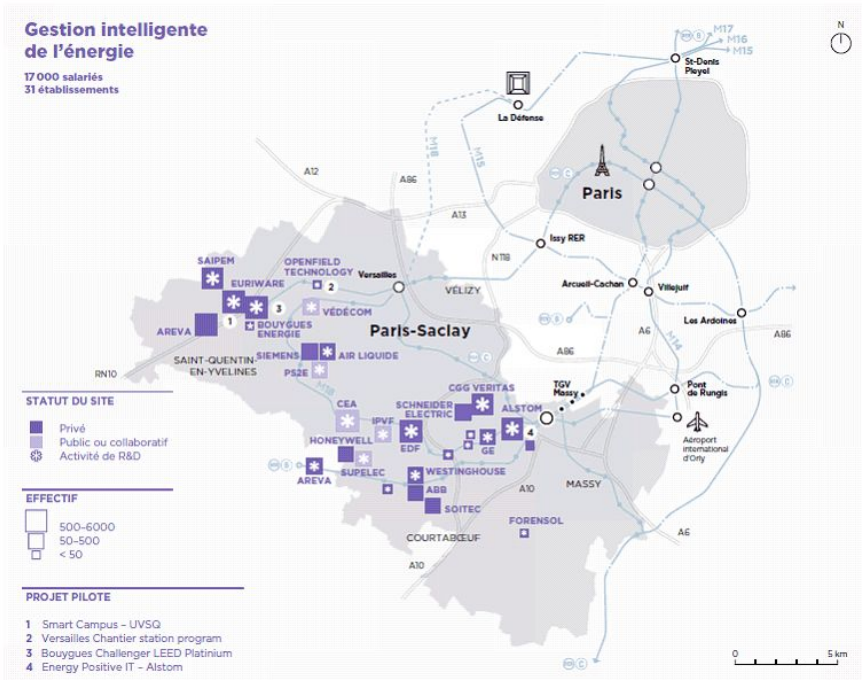 Gestion intelligente
de l'énergie
17 000 salariés
31 établissements
N
M17
M16
M15
St-Denis
Pleyel
La Défense
M18
M15
A12
A86
A13
Paris
Issy RER
N118
SAIPEM
OPENFIELD
TECHNOLOGY
Versailles
EURIWARE
2
VÉLIZY
Arcueil-Cachan
Villejuif
3
VÉDÉCOM
1
BOUYGUES
ENERGIE
AREVA
Paris-Saclay
Les Ardoines
A6
M14
A86
SIEMENS
AIR LIQUIDE
A86
SAINT-QUENTIN-
EN-YVELINES
PS2E
RN10
M18
TGV
Massy
Pont
de Rungis
CGG VERITAS
CEA
SCHNEIDER
ELECTRIC
ALSTOM
IPVF
4
HONEYWELL
EDF
GE
Aéroport
international
d'Orly
SUPELEC
AREVA
WESTINGHOUSE
ABB
A10
MASSY
SOITEC
FORENSOL
COURTABŒUF
A6
A10
STATUT DU SITE
Privé
Public ou collaboratif
Activité de R&D
EFFECTIF
500-6000
50-500
< 50
PROJET PILOTE
1 Smart Campus – UVSQ
2 Versailles Chantier station program
3 Bouygues Challenger LEED Platinium
4 Energy Positive IT – Alstom
0 5 km